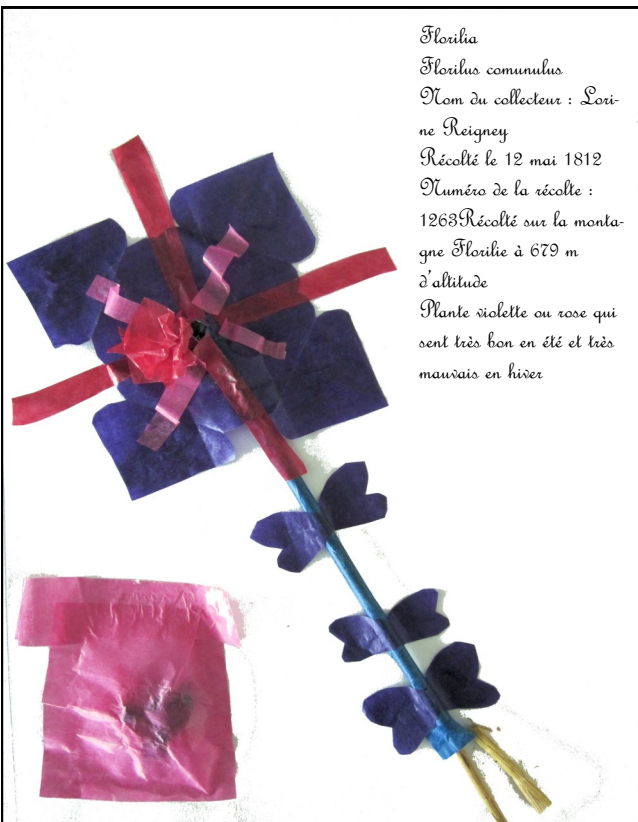 Florilia
Florilus comunulus
Nom du collecteur : Lori-
ne Reigney
Récolté le 12 mai 1812
Numéro de la récolte :
1263Récolté sur la monta-
gne Florilie à 679 m
d'altitude
Plante violette ou rose qui
sent très bon en été et très
mauvais en hiver